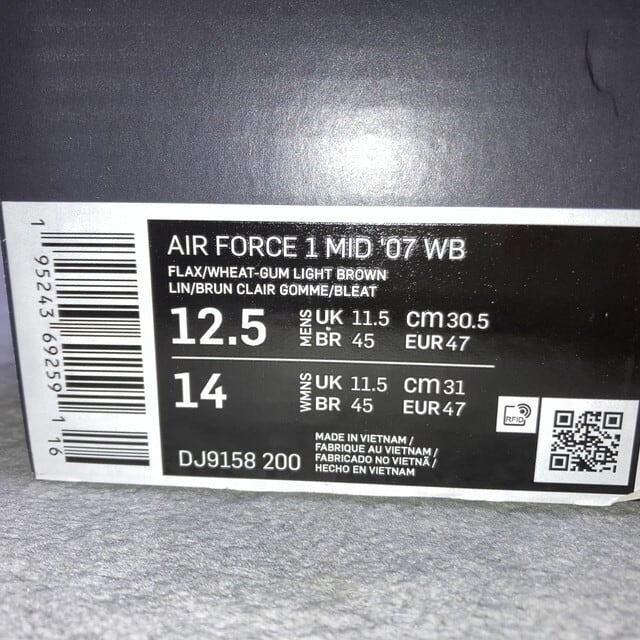 AIR FORCE 1 MID '07 WB
FLAX/WHEAT-GUM LIGHT BROWN
LIN/BRUN CLAIR GOMME/BLEAT
12.5 MENS UK 11.5 cm 30.5
BR 45 EUR 47
14 WMNS UK 11.5 cm 31
BR 45 EUR 47
DJ9158 200
MADE IN VIETNAM /
FABRIQUE AU VIETNAM /
FABRICADO NO VIETNÃ /
HECHO EN VIETNAM
RFID
1 95243 69259 1 16